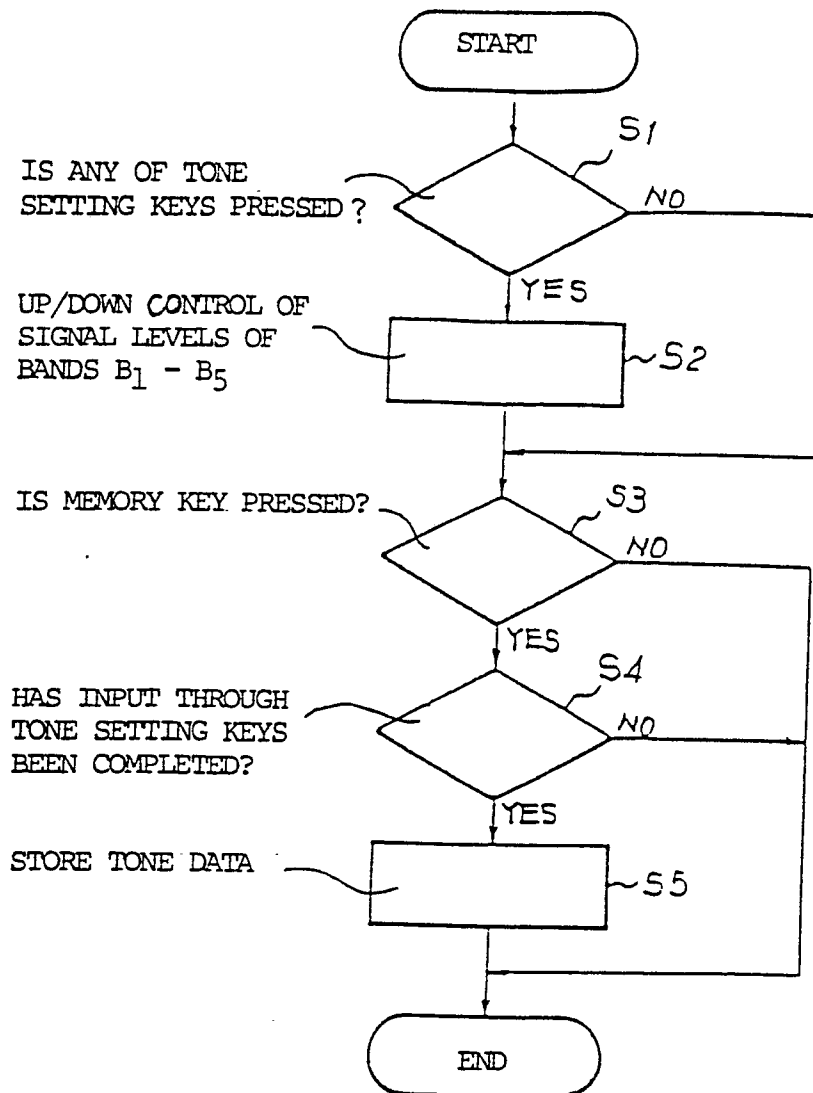 START
S1
IS ANY OF TONE
SETTING KEYS PRESSED?
NO
YES
UP/DOWN CONTROL OF
SIGNAL LEVELS OF
BANDS B1 - B5
S2
IS MEMORY KEY PRESSED?
S3
NO
YES
S4
HAS INPUT THROUGH
TONE SETTING KEYS
BEEN COMPLETED?
NO
YES
STORE TONE DATA
S5
END